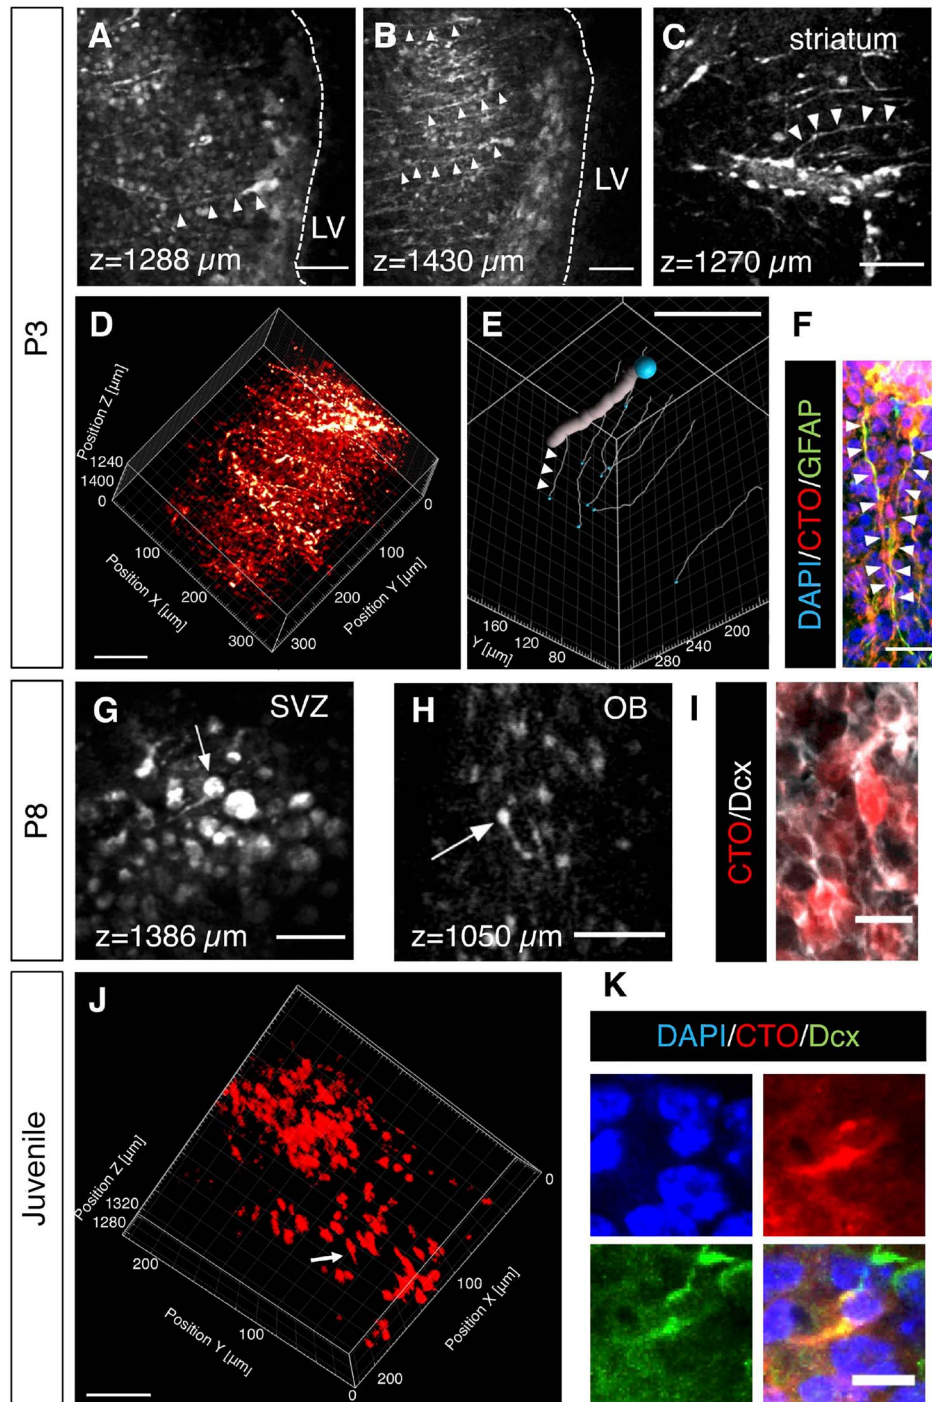 P3
A
LV
z=1288 µm
B
LV
z=1430 µm
C
striatum
z=1270 µm
D
Position Z [µm]
1240
1400
0
100
200
300
Position X [µm]
0
100
200
300
Position Y [µm]
E
160
120
80
Y [µm]
200
240
280
F
DAPI/CTO/GFAP
P8
G
SVZ
z=1386 µm
H
OB
z=1050 µm
I
CTO/Dcx
Juvenile
J
Position Z [µm]
1320
1280
200
100
0
Position Y [µm]
0
100
200
Position X [µm]
K
DAPI/CTO/Dcx